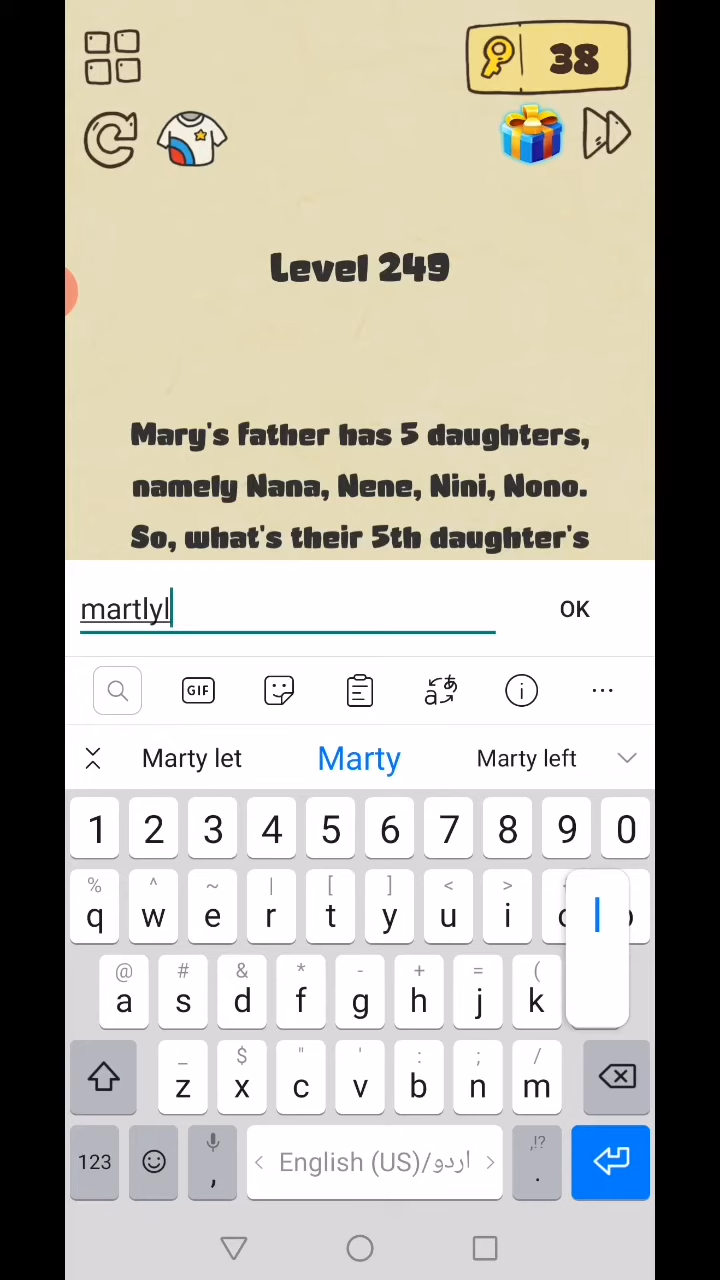 38
Level 249
Mary's father has 5 daughters,
namely Nana, Nene, Nini, Nono.
So, what's their 5th daughter's
martlyl
OK
GIF
aあ
Marty let Marty Marty left
1 2 3 4 5 6 7 8 9 0
% ^ ~ | [ ] < >
q w e r t y u i
@ # & * - + = (
a s d f g h j k l
_ $ " ' : ; /
z x c v b n m
,!?
123 , English (US)/اردو .